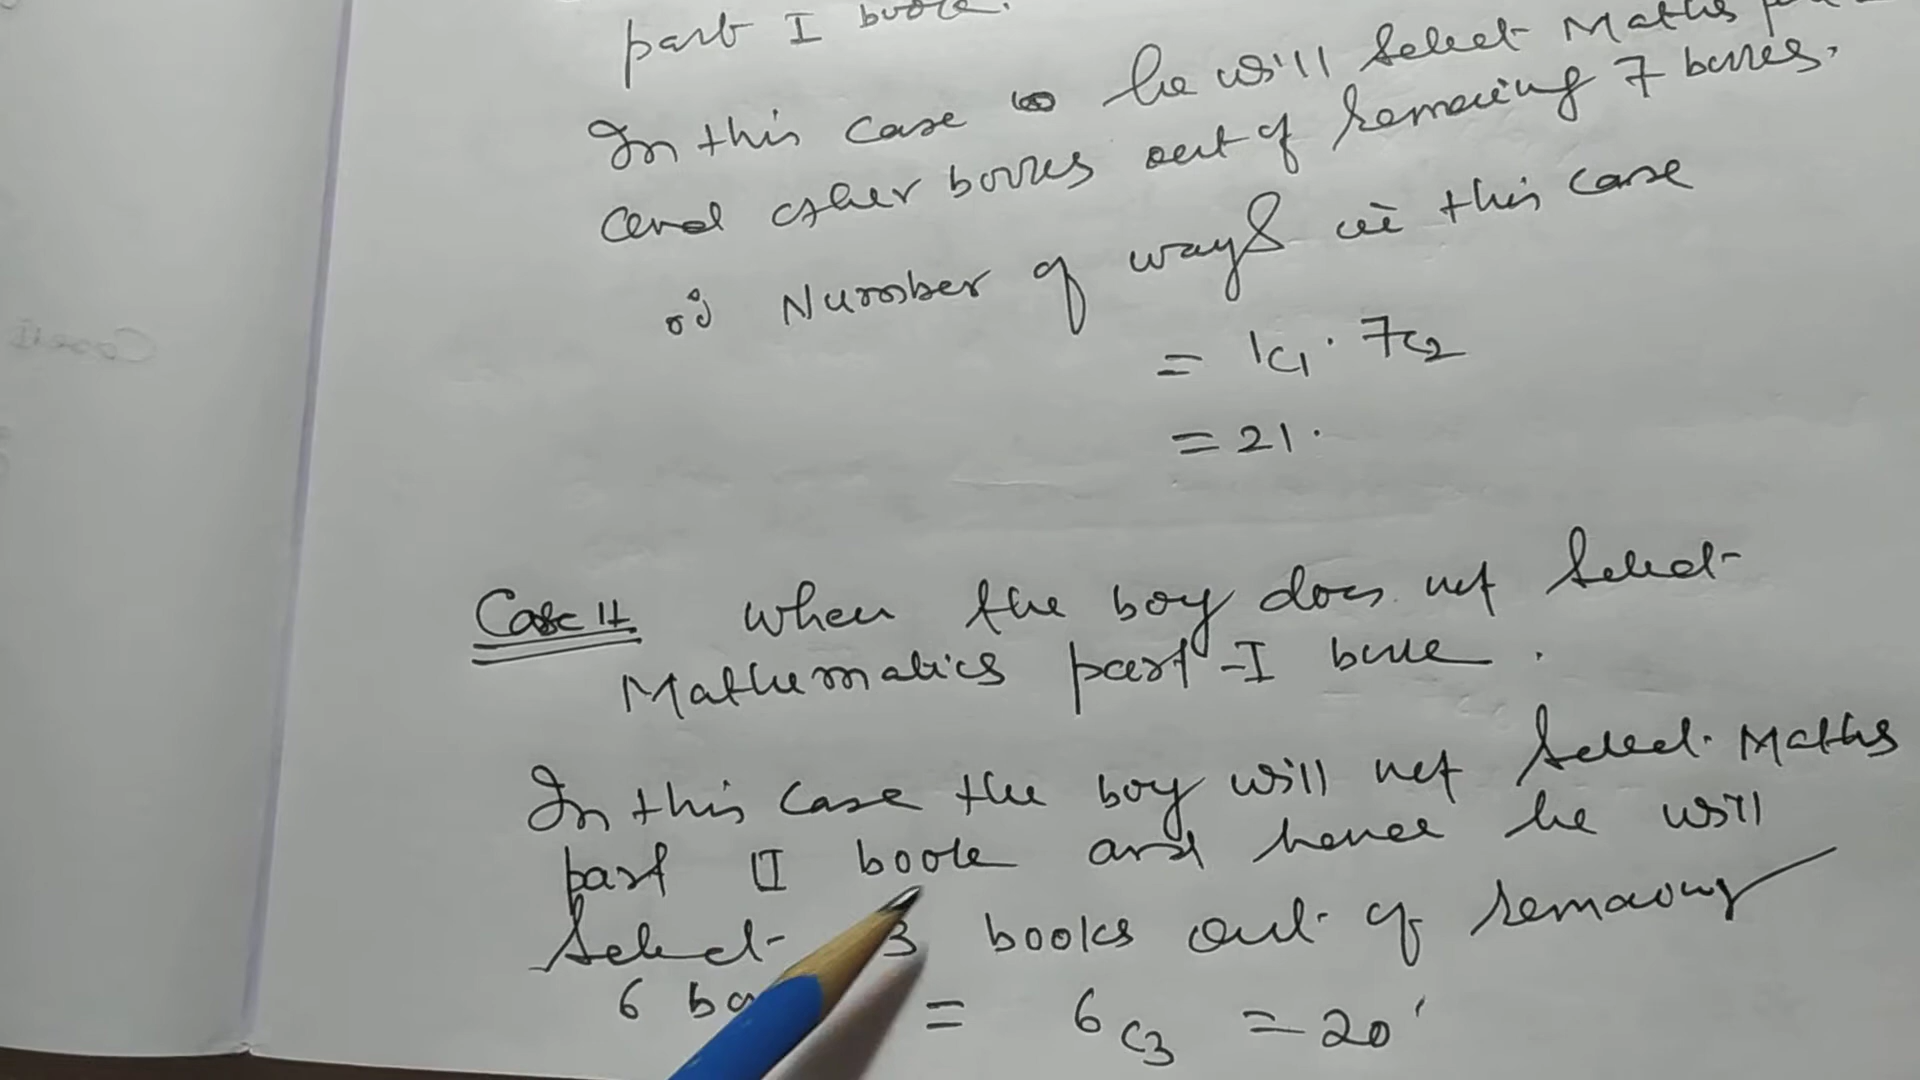 part I book.
In this case he will select Maths
and other books out of remaining 7 books.
∴ Number of ways in this case
= 1C1 · 7C2
= 21.
Case II When the boy does not select
Mathematics part-I book.
In this case the boy will not select Maths
part II book and hence he will
select 3 books out of remaining
6 = 6C3 = 20